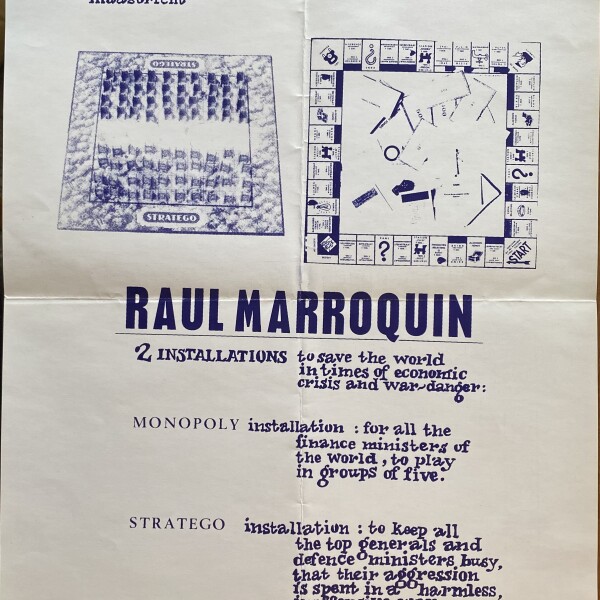 STRATEGO
STRATEGO
START
RAUL MARROQUIN
2 INSTALLATIONS to save the world
in times of economic
crisis and war-danger:
MONOPOLY installation : for all the
finance ministers of
the world, to play
in groups of five.
STRATEGO installation : to keep all
the top generals and
defence ministers busy,
that their aggression
is spent in a harmless,